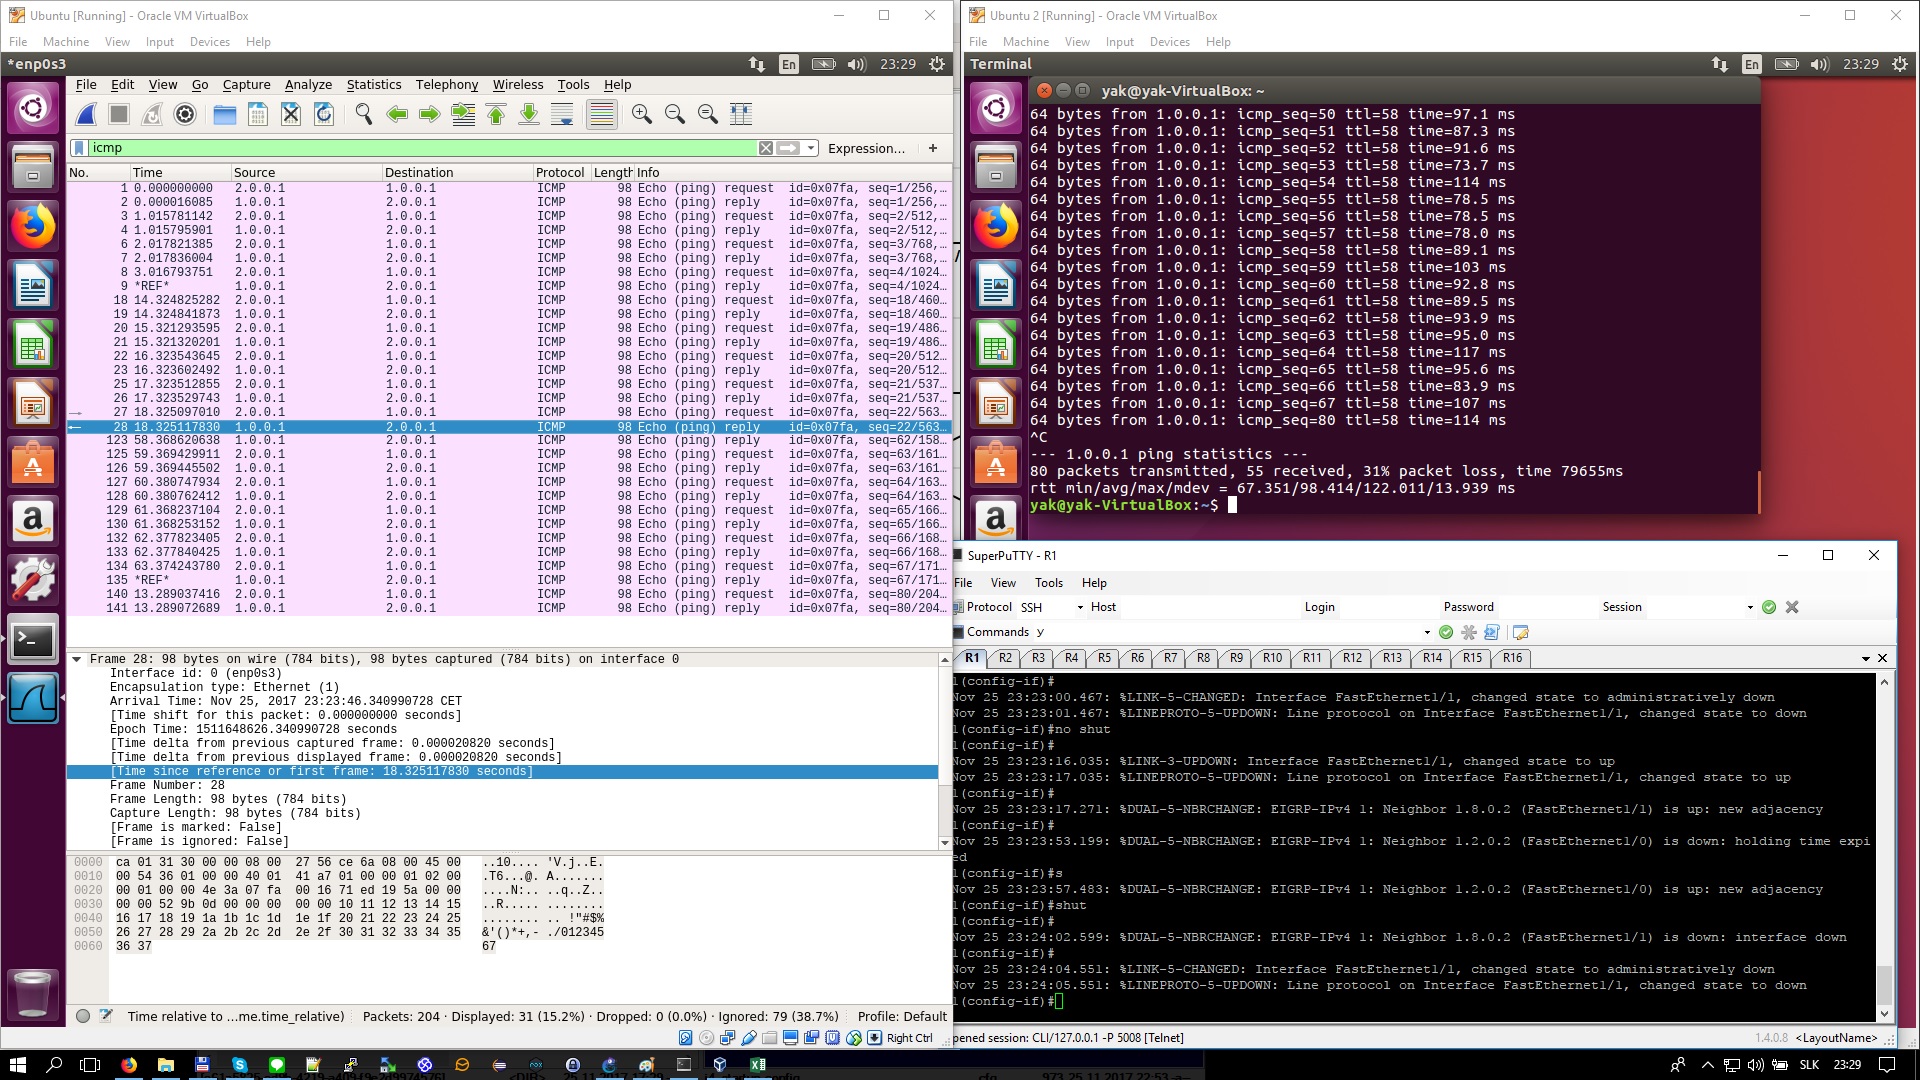 Ubuntu [Running] - Oracle VM VirtualBox
File Machine View Input Devices Help
*enp0s3 En 23:29
File Edit View Go Capture Analyze Statistics Telephony Wireless Tools Help
icmp Expression… +
No. Time Source Destination Protocol Length Info
1 0.000000000 2.0.0.1 1.0.0.1 ICMP 98 Echo (ping) request id=0x07fa, seq=1/256,…
2 0.000016085 1.0.0.1 2.0.0.1 ICMP 98 Echo (ping) reply id=0x07fa, seq=1/256,…
3 1.015781142 2.0.0.1 1.0.0.1 ICMP 98 Echo (ping) request id=0x07fa, seq=2/512,…
4 1.015795901 1.0.0.1 2.0.0.1 ICMP 98 Echo (ping) reply id=0x07fa, seq=2/512,…
6 2.017821385 2.0.0.1 1.0.0.1 ICMP 98 Echo (ping) request id=0x07fa, seq=3/768,…
7 2.017836004 1.0.0.1 2.0.0.1 ICMP 98 Echo (ping) reply id=0x07fa, seq=3/768,…
8 3.016793751 2.0.0.1 1.0.0.1 ICMP 98 Echo (ping) request id=0x07fa, seq=4/1024…
9 *REF* 1.0.0.1 2.0.0.1 ICMP 98 Echo (ping) reply id=0x07fa, seq=4/1024…
18 14.324825282 2.0.0.1 1.0.0.1 ICMP 98 Echo (ping) request id=0x07fa, seq=18/460…
19 14.324841873 1.0.0.1 2.0.0.1 ICMP 98 Echo (ping) reply id=0x07fa, seq=18/460…
20 15.321293595 2.0.0.1 1.0.0.1 ICMP 98 Echo (ping) request id=0x07fa, seq=19/486…
21 15.321320201 1.0.0.1 2.0.0.1 ICMP 98 Echo (ping) reply id=0x07fa, seq=19/486…
22 16.323543645 2.0.0.1 1.0.0.1 ICMP 98 Echo (ping) request id=0x07fa, seq=20/512…
23 16.323602492 1.0.0.1 2.0.0.1 ICMP 98 Echo (ping) reply id=0x07fa, seq=20/512…
25 17.323512855 2.0.0.1 1.0.0.1 ICMP 98 Echo (ping) request id=0x07fa, seq=21/537…
26 17.323529743 1.0.0.1 2.0.0.1 ICMP 98 Echo (ping) reply id=0x07fa, seq=21/537…
27 18.325097010 2.0.0.1 1.0.0.1 ICMP 98 Echo (ping) request id=0x07fa, seq=22/563…
28 18.325117830 1.0.0.1 2.0.0.1 ICMP 98 Echo (ping) reply id=0x07fa, seq=22/563…
123 58.368620638 1.0.0.1 2.0.0.1 ICMP 98 Echo (ping) reply id=0x07fa, seq=62/158…
125 59.369429911 2.0.0.1 1.0.0.1 ICMP 98 Echo (ping) request id=0x07fa, seq=63/161…
126 59.369445502 1.0.0.1 2.0.0.1 ICMP 98 Echo (ping) reply id=0x07fa, seq=63/161…
127 60.380747934 2.0.0.1 1.0.0.1 ICMP 98 Echo (ping) request id=0x07fa, seq=64/163…
128 60.380762412 1.0.0.1 2.0.0.1 ICMP 98 Echo (ping) reply id=0x07fa, seq=64/163…
129 61.368237104 2.0.0.1 1.0.0.1 ICMP 98 Echo (ping) request id=0x07fa, seq=65/166…
130 61.368253152 1.0.0.1 2.0.0.1 ICMP 98 Echo (ping) reply id=0x07fa, seq=65/166…
132 62.377823405 2.0.0.1 1.0.0.1 ICMP 98 Echo (ping) request id=0x07fa, seq=66/168…
133 62.377840425 1.0.0.1 2.0.0.1 ICMP 98 Echo (ping) reply id=0x07fa, seq=66/168…
134 63.374243780 2.0.0.1 1.0.0.1 ICMP 98 Echo (ping) request id=0x07fa, seq=67/171…
135 *REF* 1.0.0.1 2.0.0.1 ICMP 98 Echo (ping) reply id=0x07fa, seq=67/171…
140 13.289037416 2.0.0.1 1.0.0.1 ICMP 98 Echo (ping) request id=0x07fa, seq=80/204…
141 13.289072689 1.0.0.1 2.0.0.1 ICMP 98 Echo (ping) reply id=0x07fa, seq=80/204…
Frame 28: 98 bytes on wire (784 bits), 98 bytes captured (784 bits) on interface 0
Interface id: 0 (enp0s3)
Encapsulation type: Ethernet (1)
Arrival Time: Nov 25, 2017 23:23:46.340990728 CET
[Time shift for this packet: 0.000000000 seconds]
Epoch Time: 1511648626.340990728 seconds
[Time delta from previous captured frame: 0.000020820 seconds]
[Time delta from previous displayed frame: 0.000020820 seconds]
[Time since reference or first frame: 18.325117830 seconds]
Frame Number: 28
Frame Length: 98 bytes (784 bits)
Capture Length: 98 bytes (784 bits)
[Frame is marked: False]
[Frame is ignored: False]
0000 ca 01 31 30 00 00 08 00 27 56 ce 6a 08 00 45 00 ..10.... 'V.j..E.
0010 00 54 36 01 00 00 40 01 41 a7 01 00 00 01 02 00 .T6...@. A.......
0020 00 01 00 00 4e 3a 07 fa 00 16 71 ed 19 5a 00 00 ....N:.. ..q..Z..
0030 00 00 52 9b 0d 00 00 00 00 00 10 11 12 13 14 15 ..R..... ........
0040 16 17 18 19 1a 1b 1c 1d 1e 1f 20 21 22 23 24 25 ........ .. !"#$%
0050 26 27 28 29 2a 2b 2c 2d 2e 2f 30 31 32 33 34 35 &'()*+,- ./012345
0060 36 37 67
Time relative to …me.time_relative) Packets: 204 · Displayed: 31 (15.2%) · Dropped: 0 (0.0%) · Ignored: 79 (38.7%) Profile: Default
Right Ctrl
Ubuntu 2 [Running] - Oracle VM VirtualBox
File Machine View Input Devices Help
Terminal En 23:29
yak@yak-VirtualBox: ~
64 bytes from 1.0.0.1: icmp_seq=50 ttl=58 time=97.1 ms
64 bytes from 1.0.0.1: icmp_seq=51 ttl=58 time=87.3 ms
64 bytes from 1.0.0.1: icmp_seq=52 ttl=58 time=91.6 ms
64 bytes from 1.0.0.1: icmp_seq=53 ttl=58 time=73.7 ms
64 bytes from 1.0.0.1: icmp_seq=54 ttl=58 time=114 ms
64 bytes from 1.0.0.1: icmp_seq=55 ttl=58 time=78.5 ms
64 bytes from 1.0.0.1: icmp_seq=56 ttl=58 time=78.5 ms
64 bytes from 1.0.0.1: icmp_seq=57 ttl=58 time=78.0 ms
64 bytes from 1.0.0.1: icmp_seq=58 ttl=58 time=89.1 ms
64 bytes from 1.0.0.1: icmp_seq=59 ttl=58 time=103 ms
64 bytes from 1.0.0.1: icmp_seq=60 ttl=58 time=92.8 ms
64 bytes from 1.0.0.1: icmp_seq=61 ttl=58 time=89.5 ms
64 bytes from 1.0.0.1: icmp_seq=62 ttl=58 time=93.9 ms
64 bytes from 1.0.0.1: icmp_seq=63 ttl=58 time=95.0 ms
64 bytes from 1.0.0.1: icmp_seq=64 ttl=58 time=117 ms
64 bytes from 1.0.0.1: icmp_seq=65 ttl=58 time=95.6 ms
64 bytes from 1.0.0.1: icmp_seq=66 ttl=58 time=83.9 ms
64 bytes from 1.0.0.1: icmp_seq=67 ttl=58 time=107 ms
64 bytes from 1.0.0.1: icmp_seq=80 ttl=58 time=114 ms
^C
--- 1.0.0.1 ping statistics ---
80 packets transmitted, 55 received, 31% packet loss, time 79655ms
rtt min/avg/max/mdev = 67.351/98.414/122.011/13.939 ms
yak@yak-VirtualBox:~$
SuperPuTTY - R1
File View Tools Help
Protocol SSH Host Login Password Session
Commands y
R1 R2 R3 R4 R5 R6 R7 R8 R9 R10 R11 R12 R13 R14 R15 R16
1(config-if)#
Nov 25 23:23:00.467: %LINK-5-CHANGED: Interface FastEthernet1/1, changed state to administratively down
Nov 25 23:23:01.467: %LINEPROTO-5-UPDOWN: Line protocol on Interface FastEthernet1/1, changed state to down
1(config-if)#no shut
1(config-if)#
Nov 25 23:23:16.035: %LINK-3-UPDOWN: Interface FastEthernet1/1, changed state to up
Nov 25 23:23:17.035: %LINEPROTO-5-UPDOWN: Line protocol on Interface FastEthernet1/1, changed state to up
1(config-if)#
Nov 25 23:23:17.271: %DUAL-5-NBRCHANGE: EIGRP-IPv4 1: Neighbor 1.8.0.2 (FastEthernet1/1) is up: new adjacency
1(config-if)#
Nov 25 23:23:53.199: %DUAL-5-NBRCHANGE: EIGRP-IPv4 1: Neighbor 1.2.0.2 (FastEthernet1/0) is down: holding time expi
ed
1(config-if)#s
Nov 25 23:23:57.483: %DUAL-5-NBRCHANGE: EIGRP-IPv4 1: Neighbor 1.2.0.2 (FastEthernet1/0) is up: new adjacency
1(config-if)#shut
1(config-if)#
Nov 25 23:24:02.599: %DUAL-5-NBRCHANGE: EIGRP-IPv4 1: Neighbor 1.8.0.2 (FastEthernet1/1) is down: interface down
1(config-if)#
Nov 25 23:24:04.551: %LINK-5-CHANGED: Interface FastEthernet1/1, changed state to administratively down
Nov 25 23:24:05.551: %LINEPROTO-5-UPDOWN: Line protocol on Interface FastEthernet1/1, changed state to down
1(config-if)#
pened session: CLI/127.0.0.1 -P 5008 [Telnet] 1.4.0.8 <LayoutName>
SLK 23:29